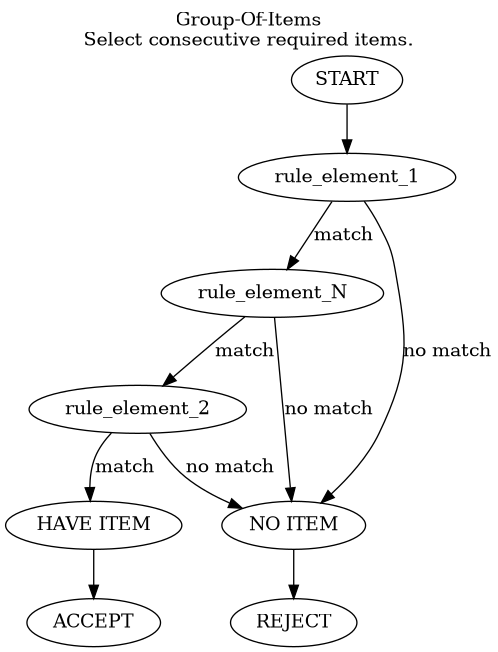 Group-Of-Items
Select consecutive required items.
START
rule_element_1
match
rule_element_N
match
no match
rule_element_2
no match
match
no match
HAVE ITEM
NO ITEM
ACCEPT
REJECT